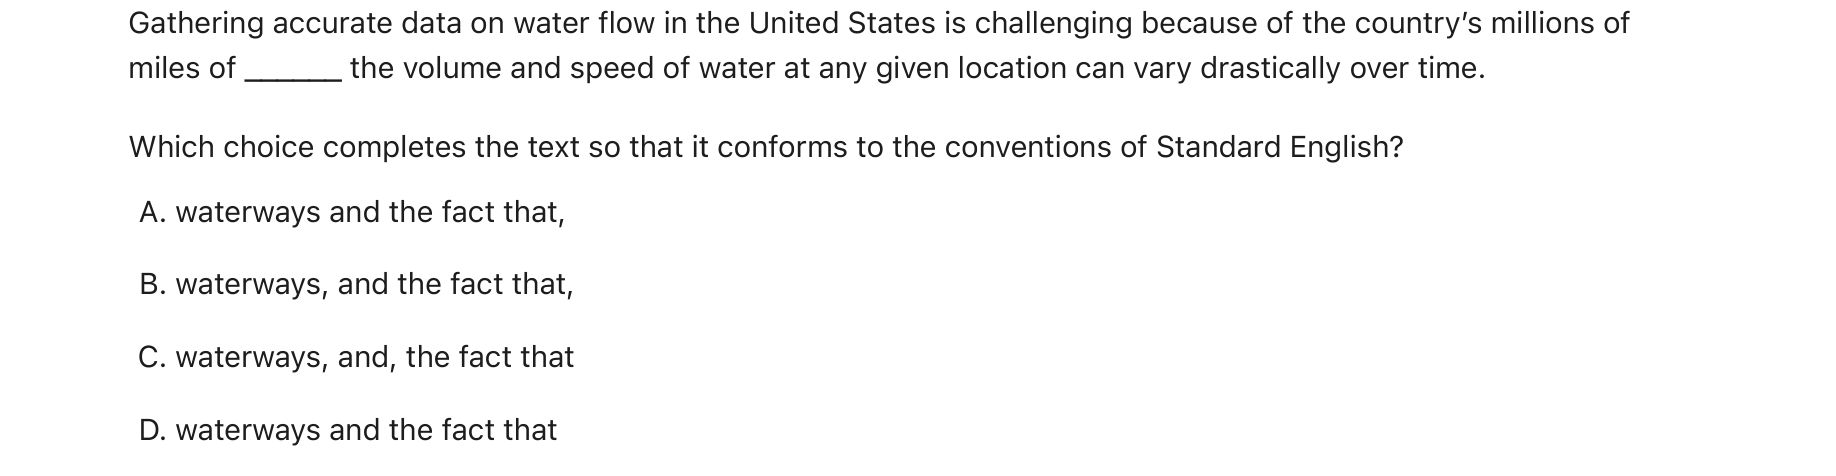 Gathering accurate data on water flow in the United States is challenging because of the country's millions of
miles of ______ the volume and speed of water at any given location can vary drastically over time.
Which choice completes the text so that it conforms to the conventions of Standard English?
A. waterways and the fact that,
B. waterways, and the fact that,
C. waterways, and, the fact that
D. waterways and the fact that